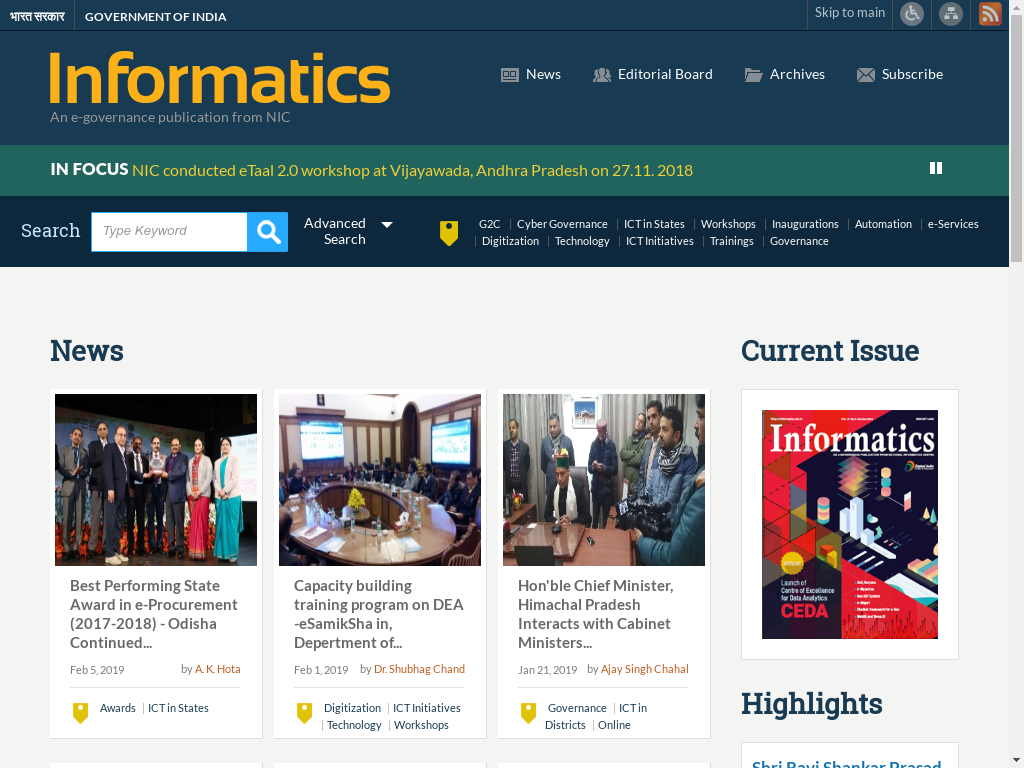 भारत सरकार
GOVERNMENT OF INDIA
Skip to main
Informatics
An e-governance publication from NIC
News
Editorial Board
Archives
Subscribe
IN FOCUS NIC conducted eTaal 2.0 workshop at Vijayawada, Andhra Pradesh on 27.11. 2018
Search
Type Keyword
Advanced
Search
G2C | Cyber Governance | ICT in States | Workshops | Inaugurations | Automation | e-Services
| Digitization | Technology | ICT Initiatives | Trainings | Governance
News
Best Performing State
Award in e-Procurement
(2017-2018) - Odisha
Continued...
Feb 5, 2019 by A. K. Hota
Awards | ICT in States
Capacity building
training program on DEA
-eSamikSha in,
Depertment of...
Feb 1, 2019 by Dr. Shubhag Chand
Digitization | ICT Initiatives
| Technology | Workshops
Hon'ble Chief Minister,
Himachal Pradesh
Interacts with Cabinet
Ministers...
Jan 21, 2019 by Ajay Singh Chahal
Governance | ICT in
Districts | Online
Current Issue
Informatics
Launch of
Centre of Excellence
for Data Analytics
CEDA
Highlights
Shri Ravi Shankar Prasad